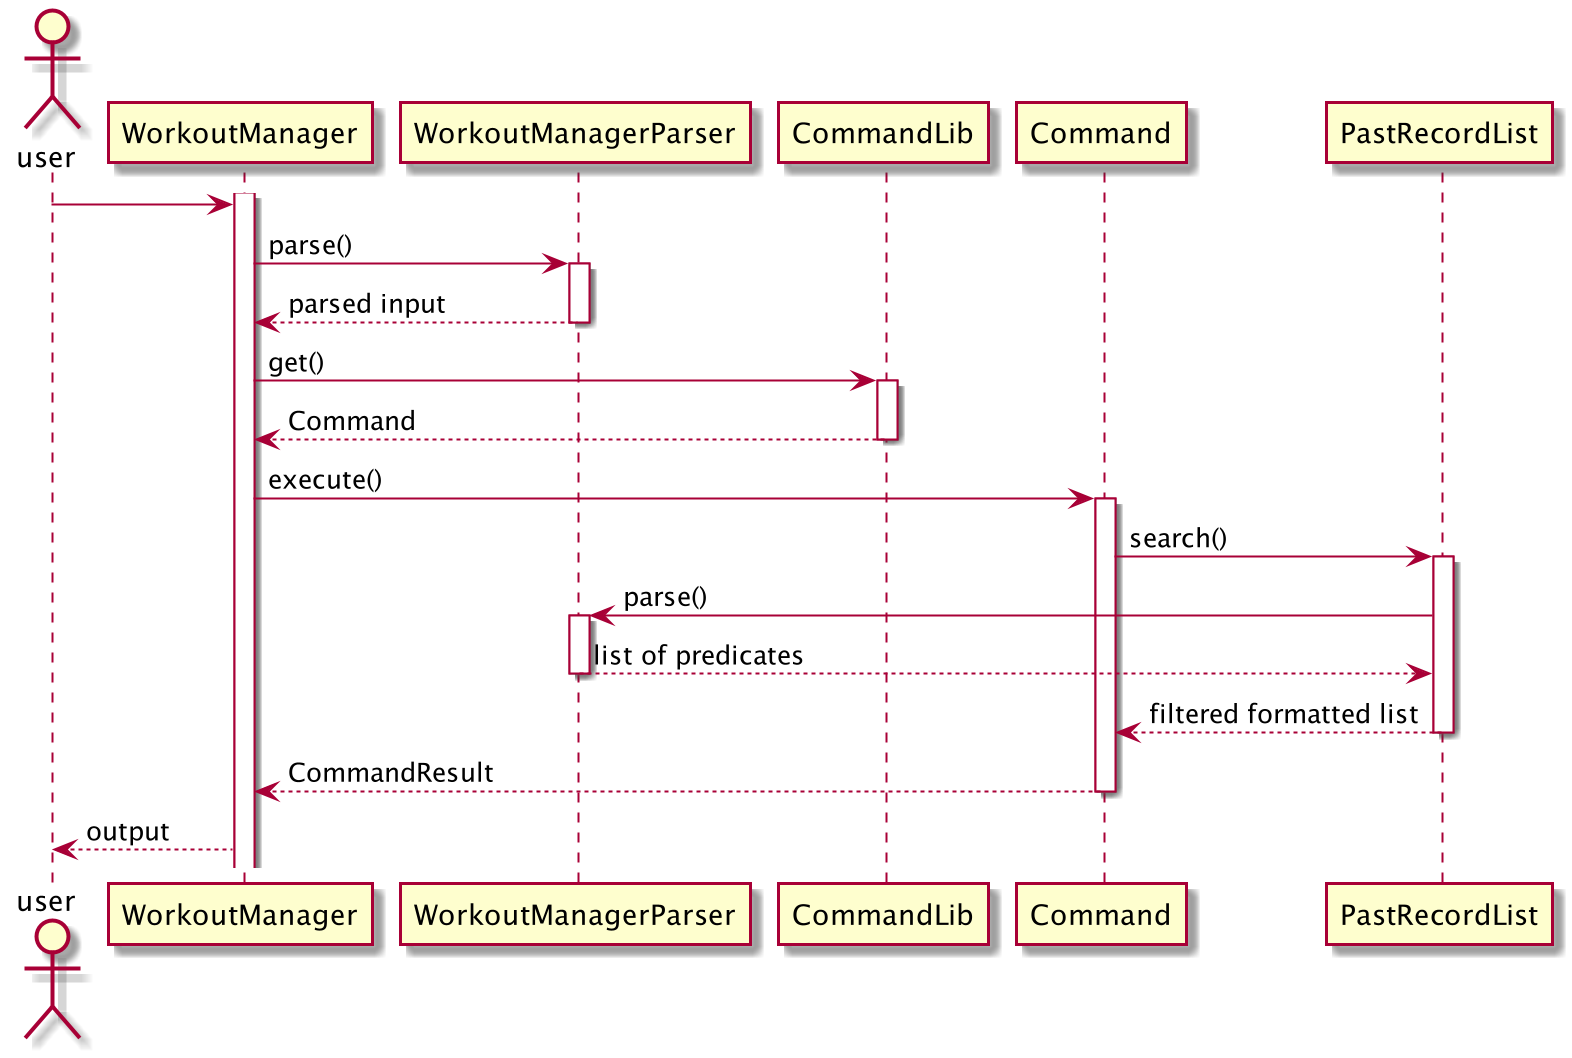 user
WorkoutManager
WorkoutManagerParser
CommandLib
Command
PastRecordList
parse()
parsed input
get()
Command
execute()
search()
parse()
list of predicates
filtered formatted list
CommandResult
output
user
WorkoutManager
WorkoutManagerParser
CommandLib
Command
PastRecordList